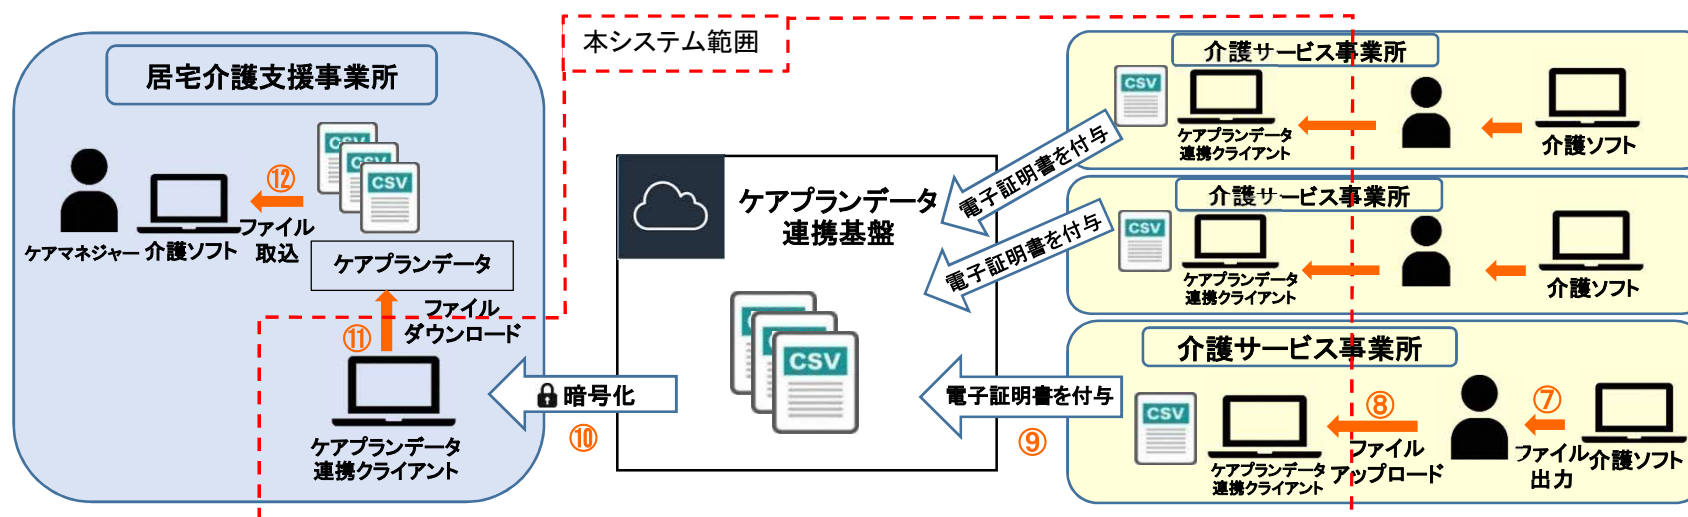 本システム範囲
居宅介護支援事業所
CSV
CSV
CSV
⑫
ファイル
取込
ケアマネジャー
介護ソフト
ケアプランデータ
⑪
ファイル
ダウンロード
ケアプランデータ
連携クライアント
暗号化
⑩
ケアプランデータ
連携基盤
CSV
電子証明書を付与
電子証明書を付与
電子証明書を付与
⑨
介護サービス事業所
CSV
ケアプランデータ
連携クライアント
介護ソフト
介護サービス事業所
CSV
ケアプランデータ
連携クライアント
介護ソフト
介護サービス事業所
CSV
ケアプランデータ
連携クライアント
⑧
ファイル
アップロード
⑦
ファイル
出力
介護ソフト